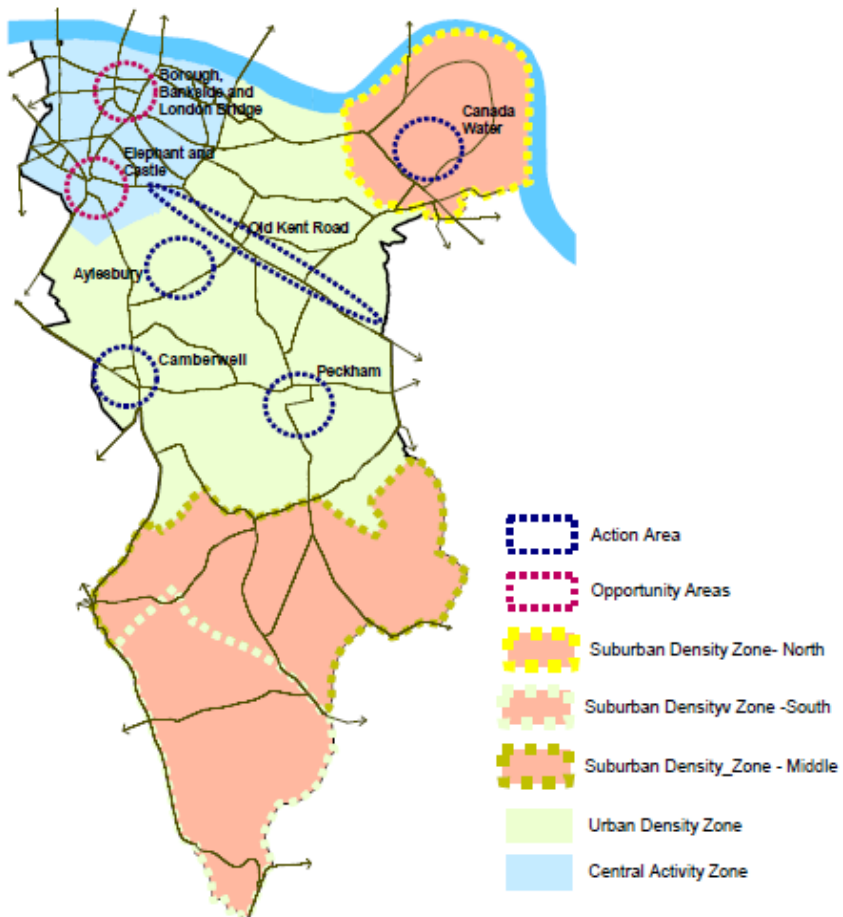 Borough,
Bankside and
London Bridge
Canada
Water
Elephant and
Castle
Old Kent Road
Aylesbury
Camberwell
Peckham
Action Area
Opportunity Areas
Suburban Density Zone- North
Suburban Densityv Zone -South
Suburban Density_Zone - Middle
Urban Density Zone
Central Activity Zone